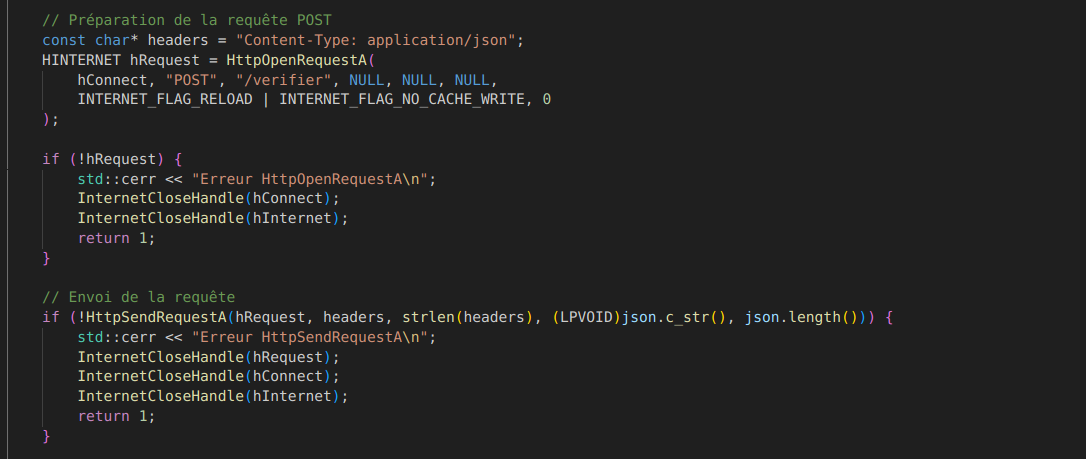 // Préparation de la requête POST
const char* headers = "Content-Type: application/json";
HINTERNET hRequest = HttpOpenRequestA(
    hConnect, "POST", "/verifier", NULL, NULL, NULL,
    INTERNET_FLAG_RELOAD | INTERNET_FLAG_NO_CACHE_WRITE, 0
);

if (!hRequest) {
    std::cerr << "Erreur HttpOpenRequestA\n";
    InternetCloseHandle(hConnect);
    InternetCloseHandle(hInternet);
    return 1;
}

// Envoi de la requête
if (!HttpSendRequestA(hRequest, headers, strlen(headers), (LPVOID)json.c_str(), json.length())) {
    std::cerr << "Erreur HttpSendRequestA\n";
    InternetCloseHandle(hRequest);
    InternetCloseHandle(hConnect);
    InternetCloseHandle(hInternet);
    return 1;
}